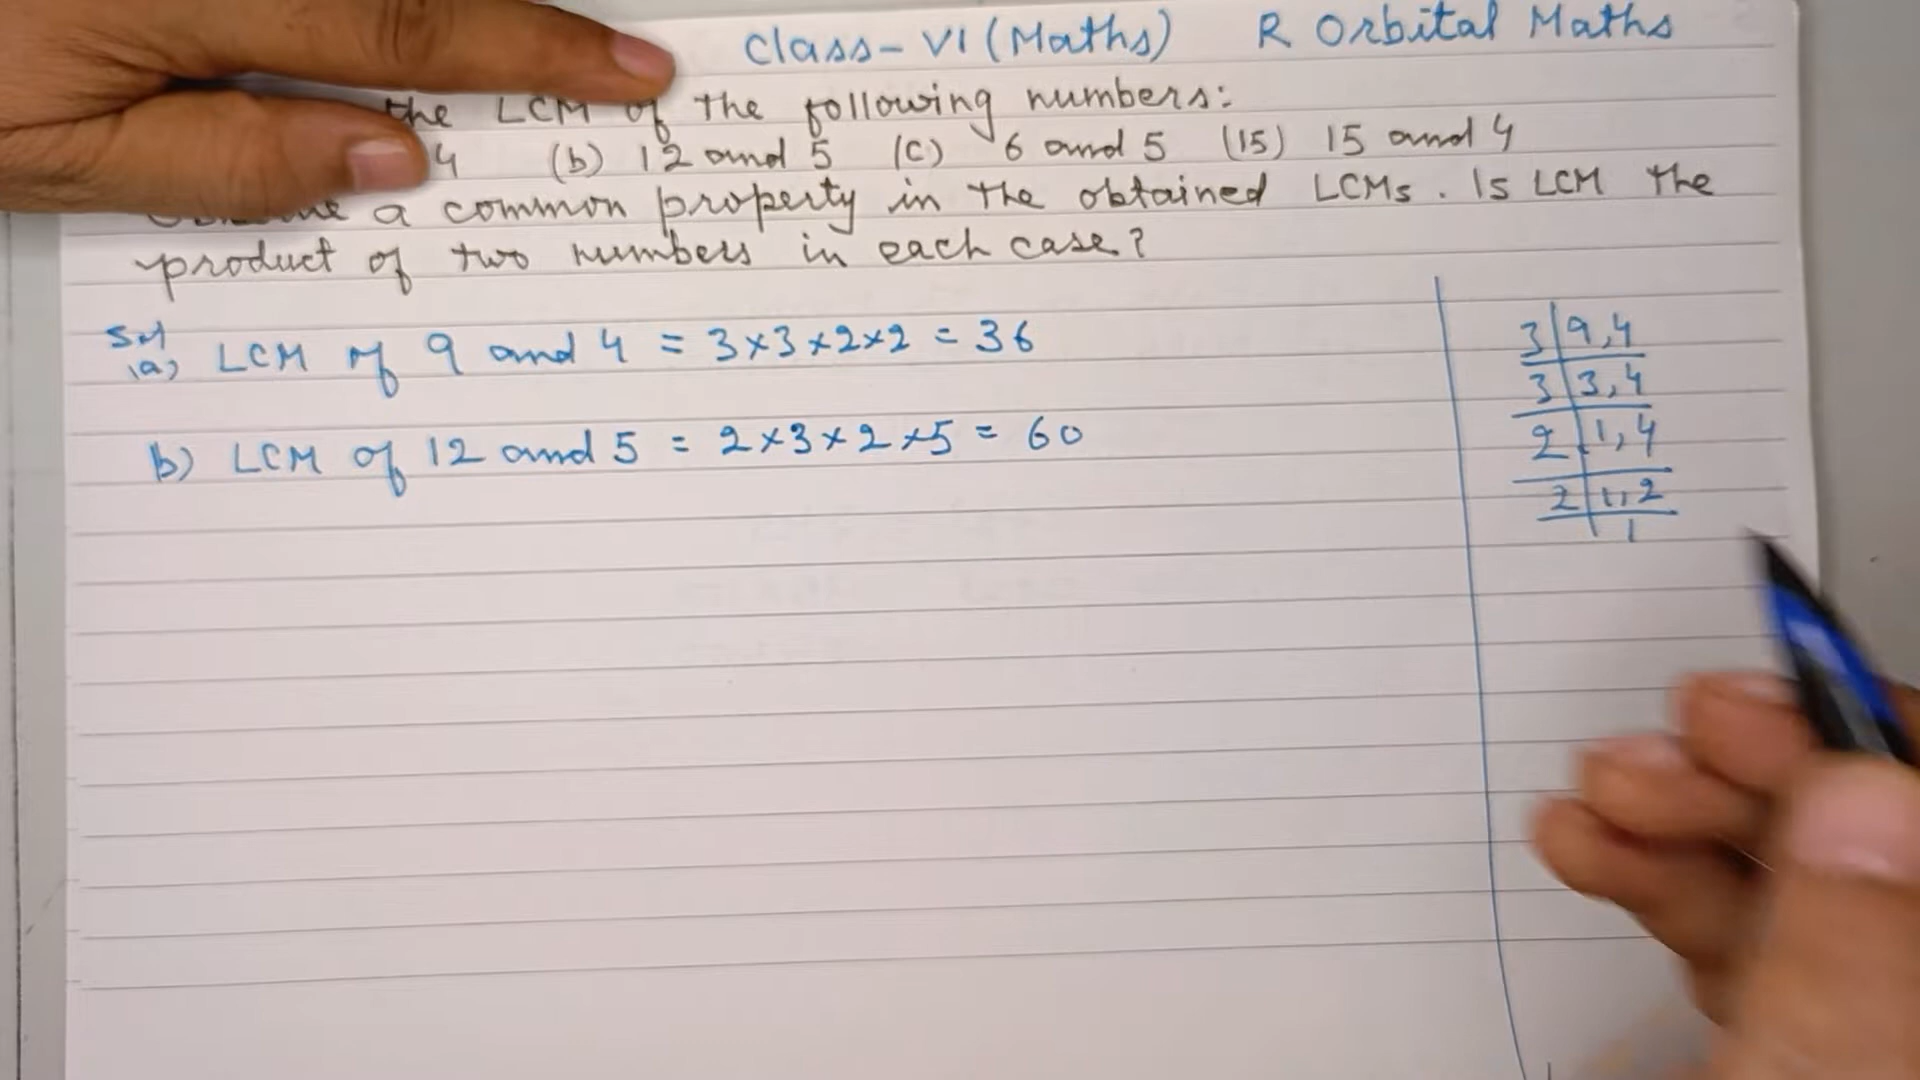 Class-VI (Maths) R Orbital Maths
the LCM of the following numbers:
4 (b) 12 and 5 (c) 6 and 5 (15) 15 and 4
a common property in the obtained LCMs. Is LCM the
product of two numbers in each case?
Sol
(a) LCM of 9 and 4 = 3×3×2×2 = 36
b) LCM of 12 and 5 = 2×3×2×5 = 60
3 9,4
3 3,4
2 1,4
2 1,2
1